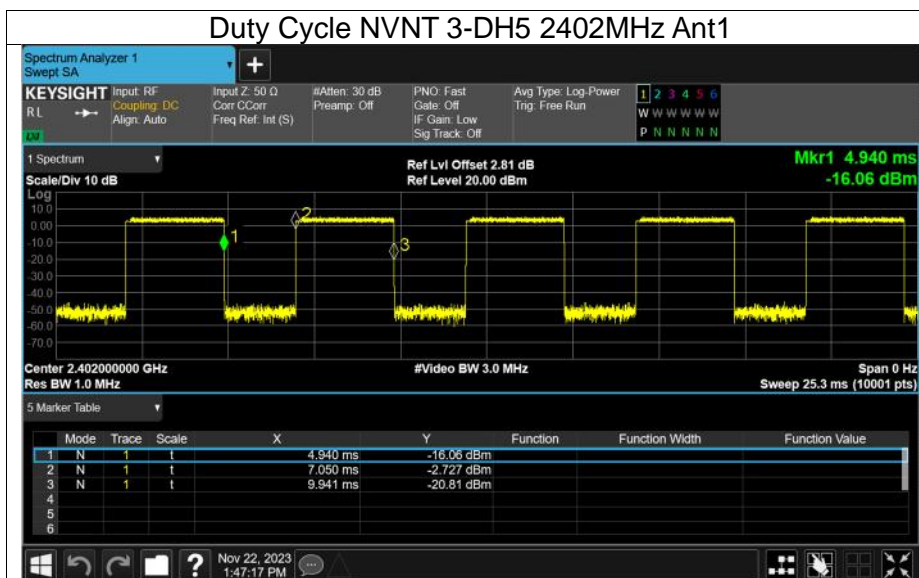 Duty Cycle NVNT 3-DH5 2402MHz Ant1
Spectrum Analyzer 1
Swept SA
+
KEYSIGHT Input: RF Input Z: 50 Ω #Atten: 30 dB PNO: Fast Avg Type: Log-Power 1 2 3 4 5 6
RL Coupling: DC Corr CCorr Preamp: Off Gate: Off Trig: Free Run W W W W W W
Align: Auto Freq Ref: Int (S) IF Gain: Low
Sig Track: Off P N N N N N
1 Spectrum Ref Lvl Offset 2.81 dB Mkr1 4.940 ms
Scale/Div 10 dB Ref Level 20.00 dBm -16.06 dBm
Log
10.0
0.00
-10.0
-20.0
-30.0
-40.0
-50.0
-60.0
-70.0
1
2
3
Center 2.402000000 GHz #Video BW 3.0 MHz Span 0 Hz
Res BW 1.0 MHz Sweep 25.3 ms (10001 pts)
5 Marker Table
Mode Trace Scale X Y Function Function Width Function Value
1 N 1 t 4.940 ms -16.06 dBm
2 N 1 t 7.050 ms -2.727 dBm
3 N 1 t 9.941 ms -20.81 dBm
4
5
6
? Nov 22, 2023
1:47:17 PM